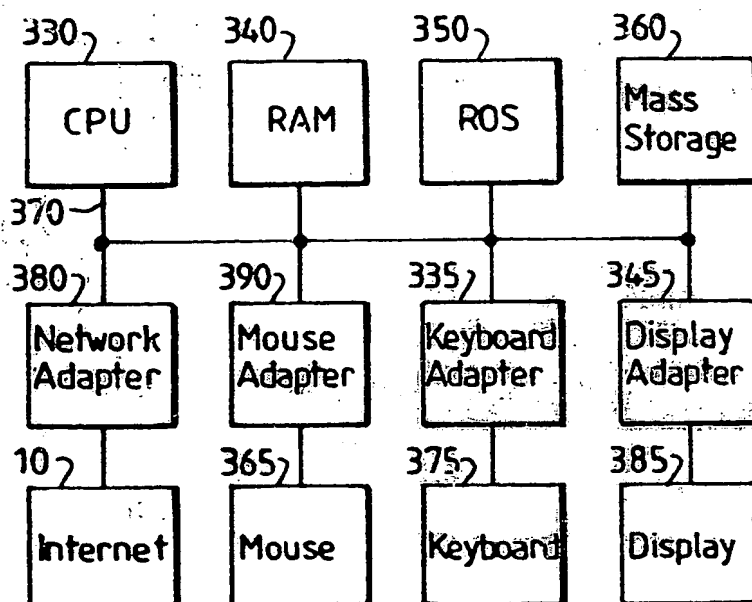 330 340 350 360
CPU RAM ROS Mass
Storage
370
380 390 335 345
Network Mouse Keyboard Display
Adapter Adapter Adapter Adapter
10 365 375 385
Internet Mouse Keyboard Display